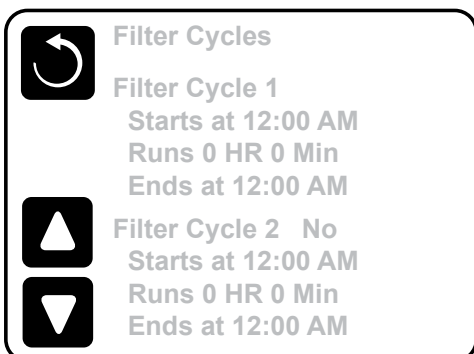 Filter Cycles
Filter Cycle 1
Starts at 12:00 AM
Runs 0 HR 0 Min
Ends at 12:00 AM
Filter Cycle 2 No
Starts at 12:00 AM
Runs 0 HR 0 Min
Ends at 12:00 AM